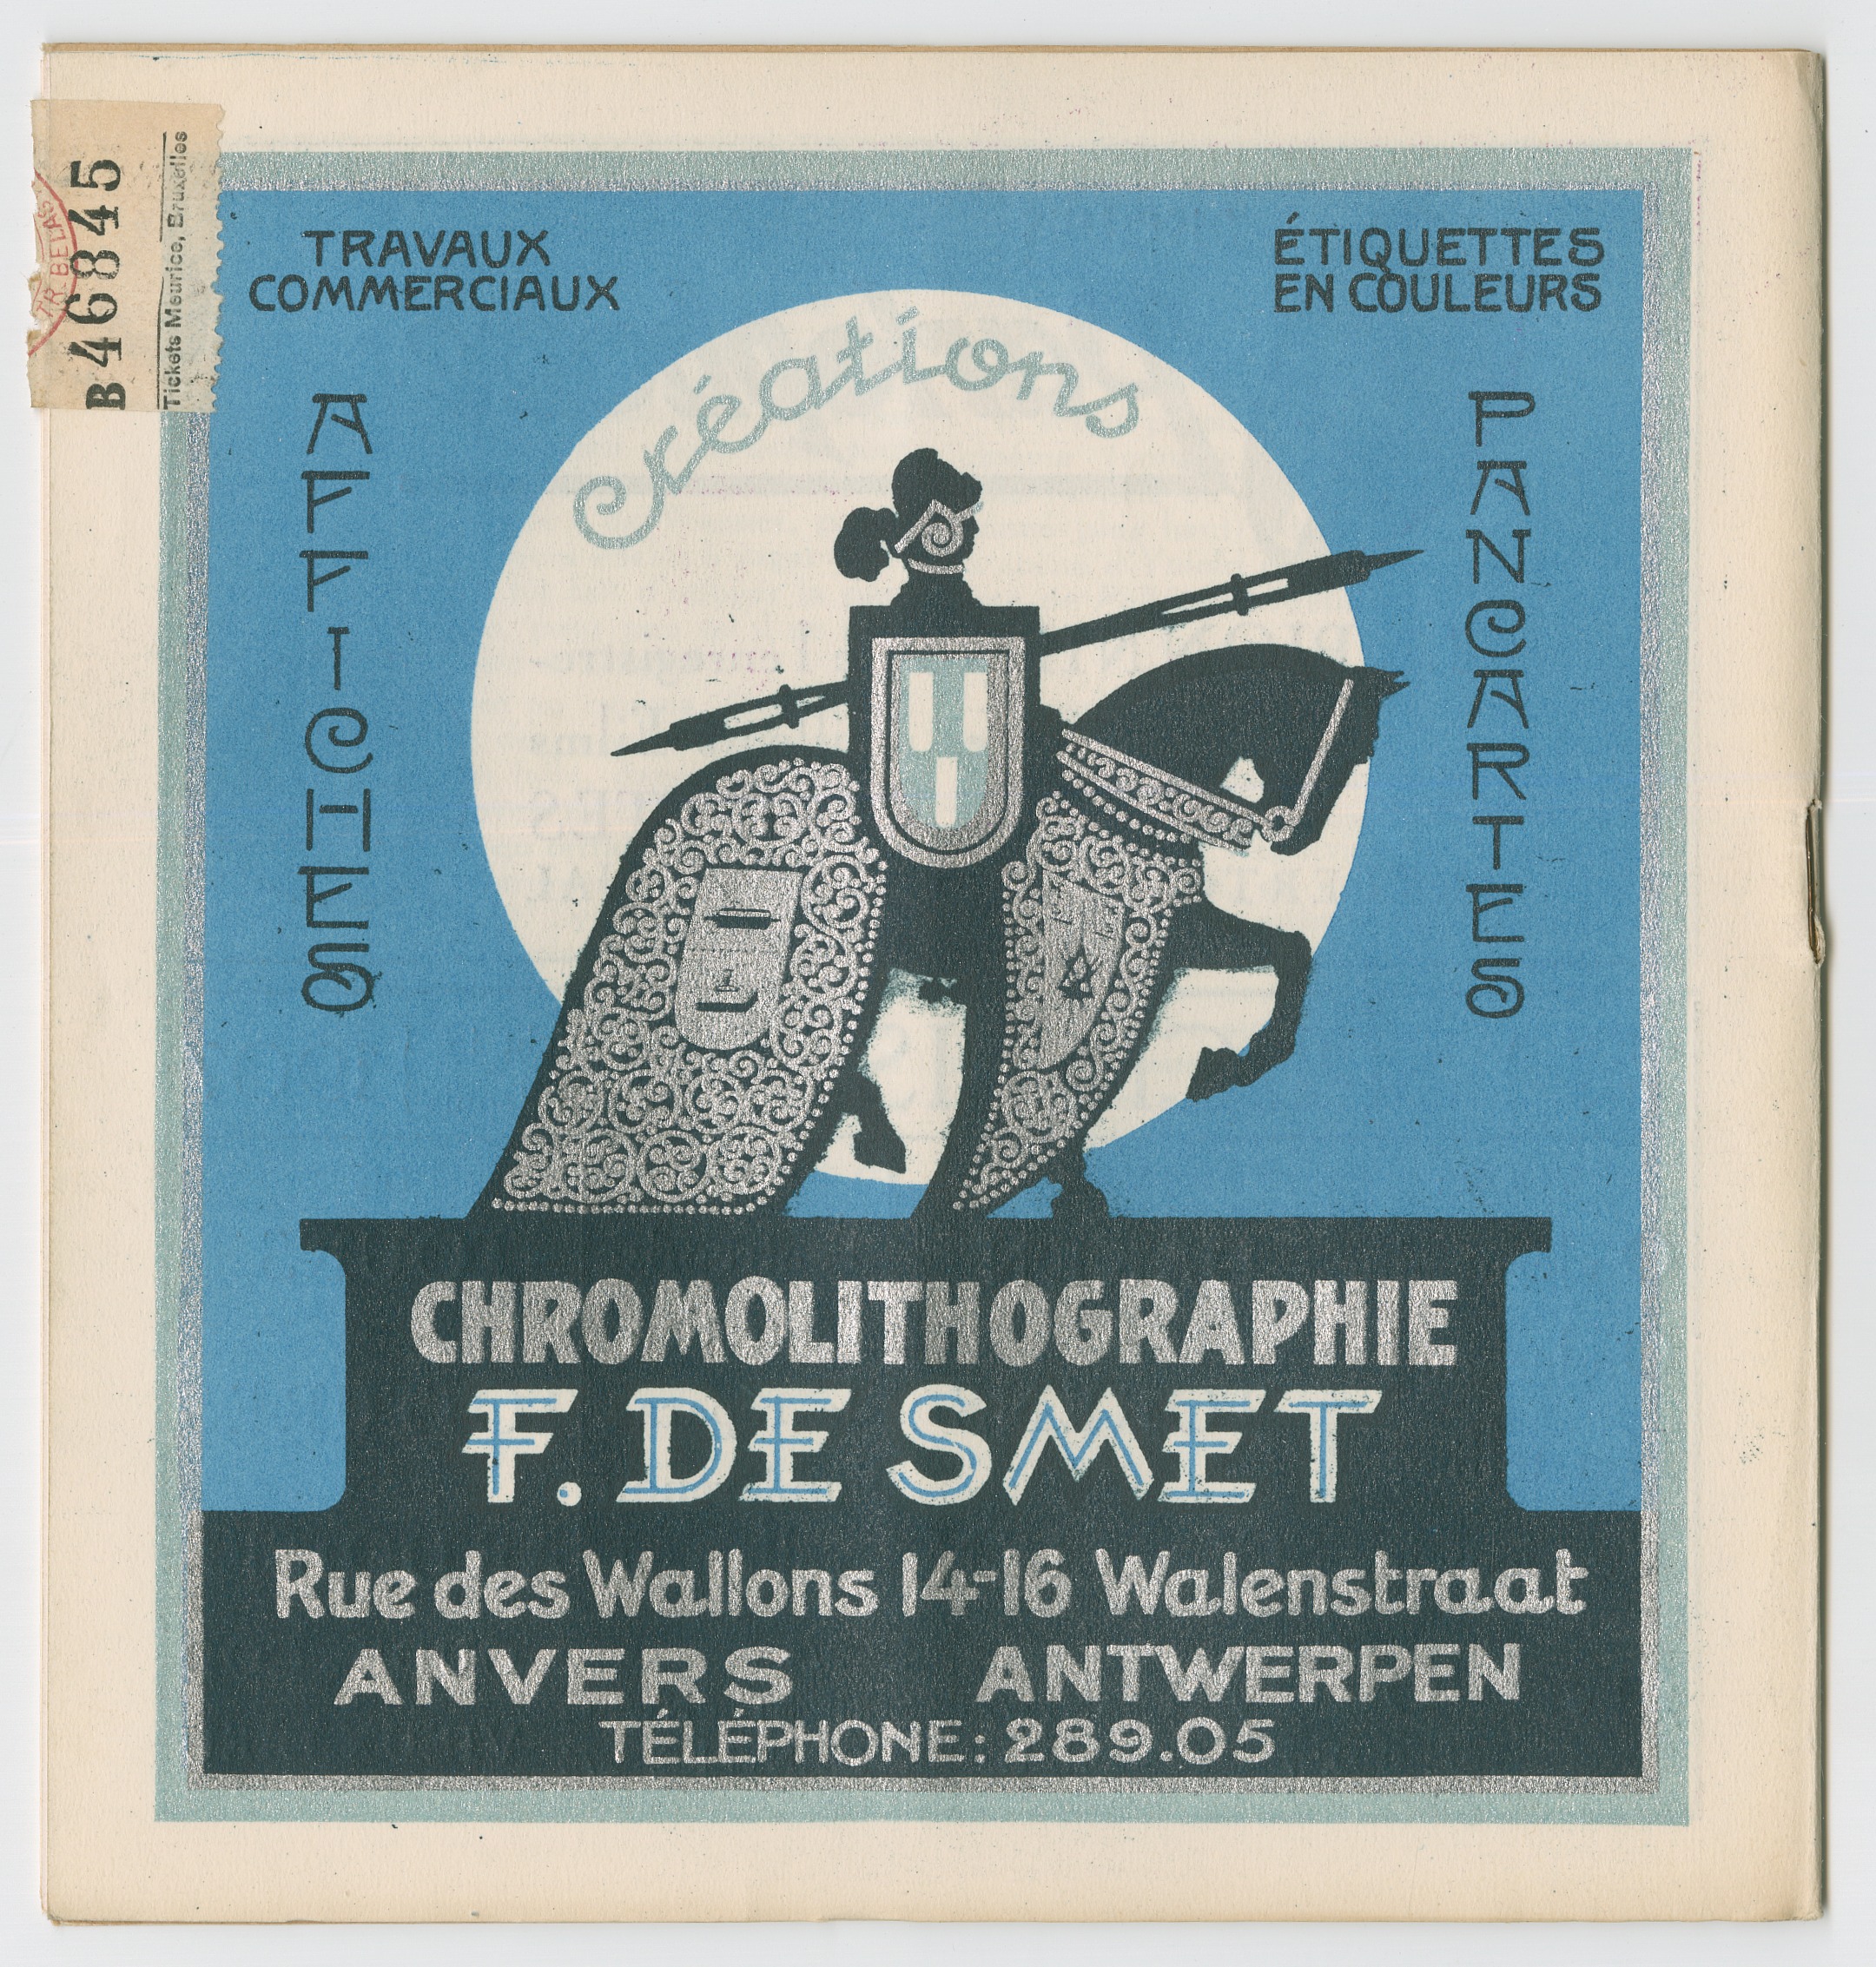 B46845
Tickets Meurice, Bruxelles
TRAVAUX
COMMERCIAUX
ÉTIQUETTES
EN COULEURS
Créations
AFFICHES
PANCARTES
CHROMOLITHOGRAPHIE
F. DE SMET
Rue des Wallons 14-16 Walenstraat
ANVERS ANTWERPEN
TÉLÉPHONE: 289.05